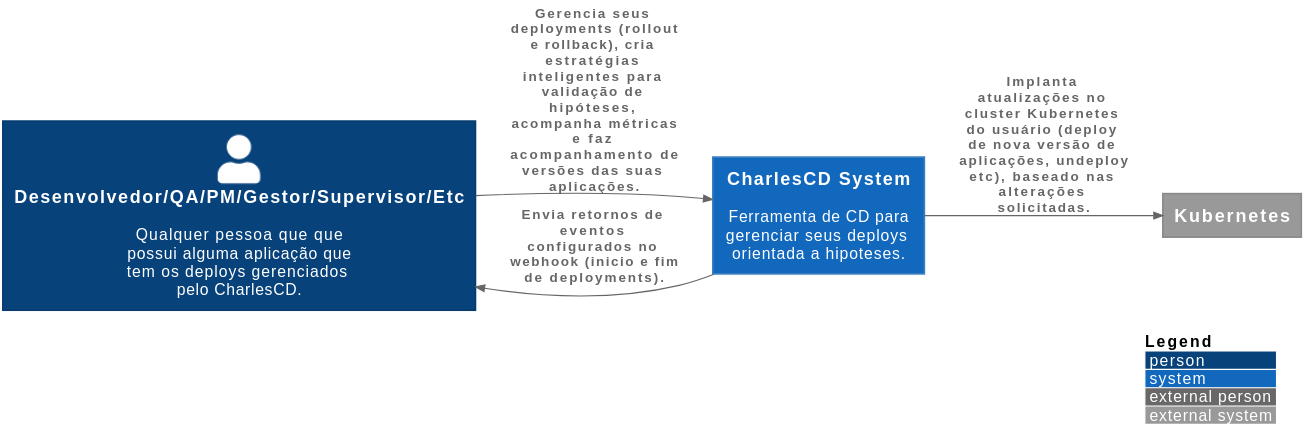 Gerencia seus
deployments (rollout
e rollback), cria
estratégias
inteligentes para
validação de
hipóteses,
acompanha métricas
e faz
acompanhamento de
versões das suas
aplicações.
Desenvolvedor/QA/PM/Gestor/Supervisor/Etc
Qualquer pessoa que que
possui alguma aplicação que
tem os deploys gerenciados
pelo CharlesCD.
Envia retornos de
eventos
configurados no
webhook (inicio e fim
de deployments).
CharlesCD System
Ferramenta de CD para
gerenciar seus deploys
orientada a hipoteses.
Implanta
atualizações no
cluster Kubernetes
do usuário (deploy
de nova versão de
aplicações, undeploy
etc), baseado nas
alterações
solicitadas.
Kubernetes
Legend
person
system
external person
external system